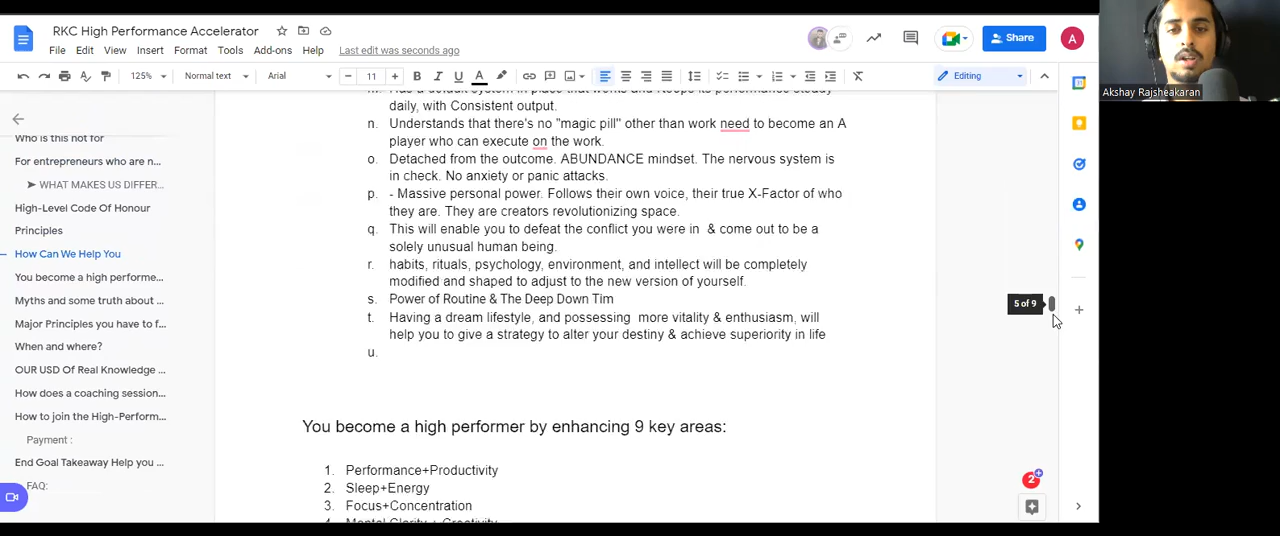 RKC High Performance Accelerator
File Edit View Insert Format Tools Add-ons Help Last edit was seconds ago
Share
A
125% Normal text Arial 11 Editing
Akshay Rajsheakaran
Who is this not for
For entrepreneurs who are n...
➤ WHAT MAKES US DIFFER...
High-Level Code Of Honour
Principles
How Can We Help You
You become a high performe...
Myths and some truth about ...
Major Principles you have to f...
When and where?
OUR USD Of Real Knowledge ...
How does a coaching session...
How to join the High-Perform...
Payment :
End Goal Takeaway Help you ...
FAQ:
daily, with Consistent output.
n. Understands that there's no "magic pill" other than work need to become an A
player who can execute on the work.
o. Detached from the outcome. ABUNDANCE mindset. The nervous system is
in check. No anxiety or panic attacks.
p. - Massive personal power. Follows their own voice, their true X-Factor of who
they are. They are creators revolutionizing space.
q. This will enable you to defeat the conflict you were in & come out to be a
solely unusual human being.
r. habits, rituals, psychology, environment, and intellect will be completely
modified and shaped to adjust to the new version of yourself.
s. Power of Routine & The Deep Down Tim
t. Having a dream lifestyle, and possessing more vitality & enthusiasm, will
help you to give a strategy to alter your destiny & achieve superiority in life
u.
You become a high performer by enhancing 9 key areas:
1. Performance+Productivity
2. Sleep+Energy
3. Focus+Concentration
4. Mental Clarity + Creativity
5 of 9
2